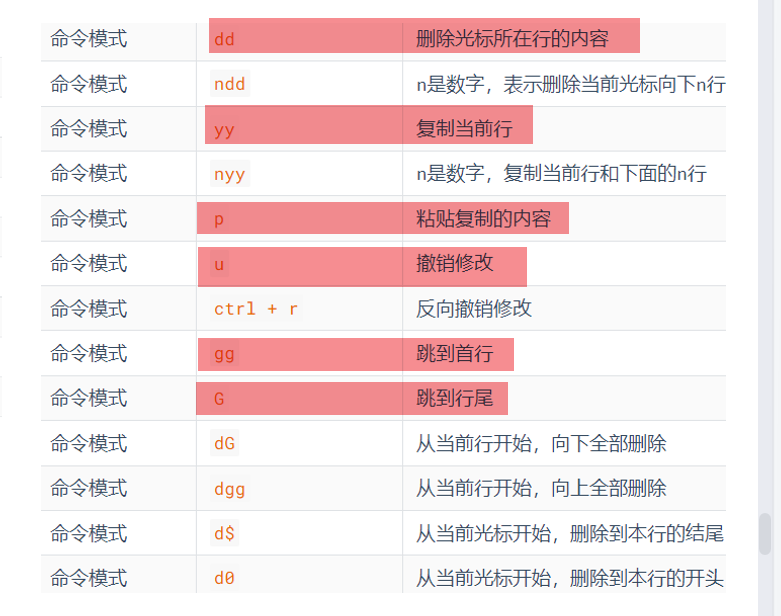 命令模式 dd 删除光标所在行的内容
命令模式 ndd n是数字，表示删除当前光标向下n行
命令模式 yy 复制当前行
命令模式 nyy n是数字，复制当前行和下面的n行
命令模式 p 粘贴复制的内容
命令模式 u 撤销修改
命令模式 ctrl + r 反向撤销修改
命令模式 gg 跳到首行
命令模式 G 跳到行尾
命令模式 dG 从当前行开始，向下全部删除
命令模式 dgg 从当前行开始，向上全部删除
命令模式 d$ 从当前光标开始，删除到本行的结尾
命令模式 d0 从当前光标开始，删除到本行的开头